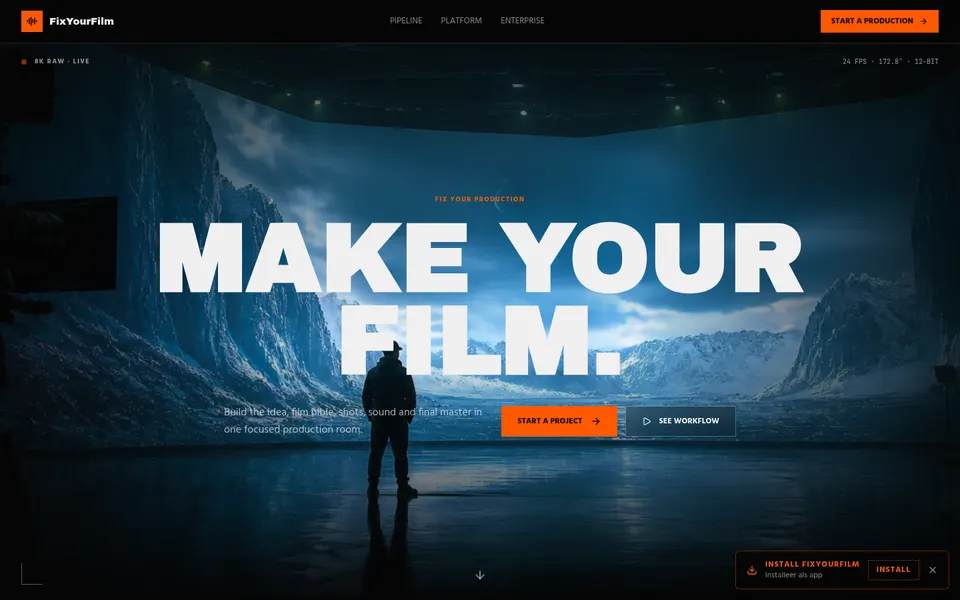 FixYourFilm
PIPELINE PLATFORM ENTERPRISE
START A PRODUCTION
8K RAW · LIVE
24 FPS · 172.8° · 12-BIT
FIX YOUR PRODUCTION
MAKE YOUR
FILM.
Build the idea, film bible, shots, sound and final master in
one focused production room.
START A PROJECT
SEE WORKFLOW
INSTALL FIXYOURFILM
Installeer als app
INSTALL